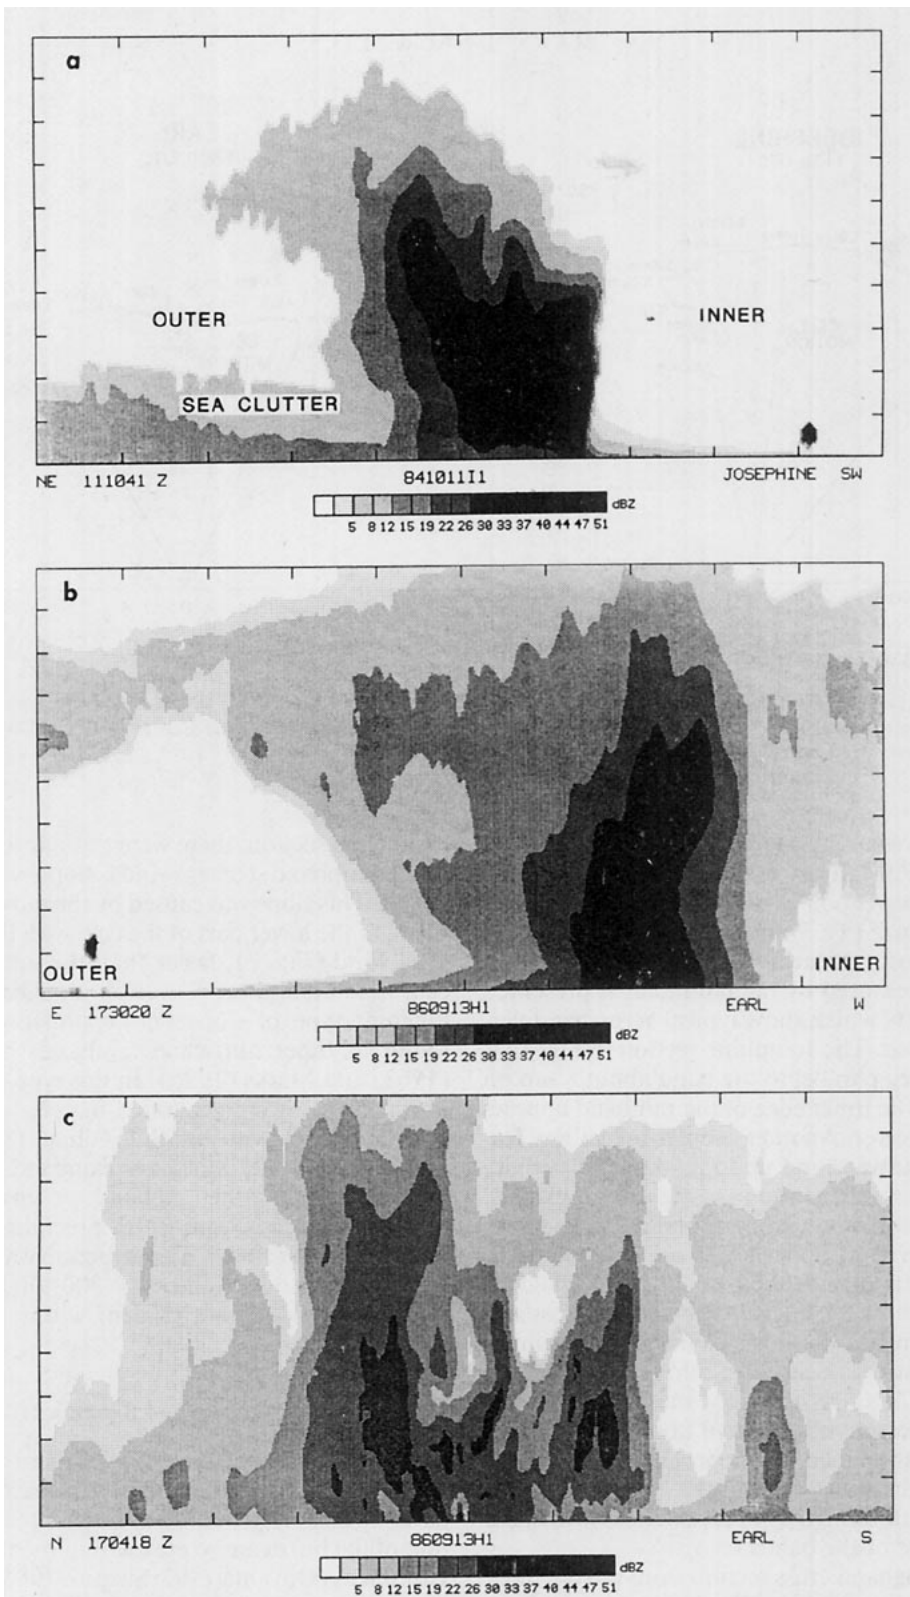 a
OUTER
INNER
SEA CLUTTER
NE 111041 Z 841011I1 JOSEPHINE SW
dBZ
5 8 12 15 19 22 26 30 33 37 40 44 47 51
b
OUTER
INNER
E 173020 Z 860913H1 EARL W
dBZ
5 8 12 15 19 22 26 30 33 37 40 44 47 51
c
N 170418 Z 860913H1 EARL S
dBZ
5 8 12 15 19 22 26 30 33 37 40 44 47 51